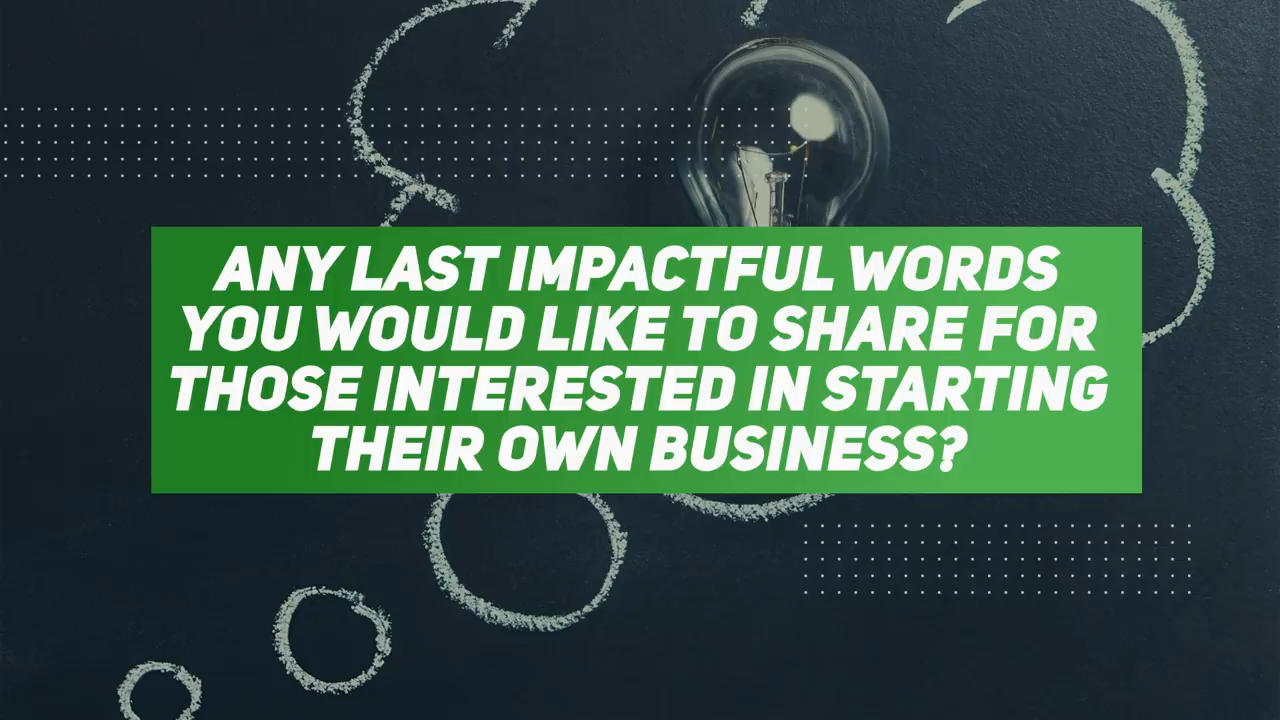 ANY LAST IMPACTFUL WORDS
YOU WOULD LIKE TO SHARE FOR
THOSE INTERESTED IN STARTING
THEIR OWN BUSINESS?